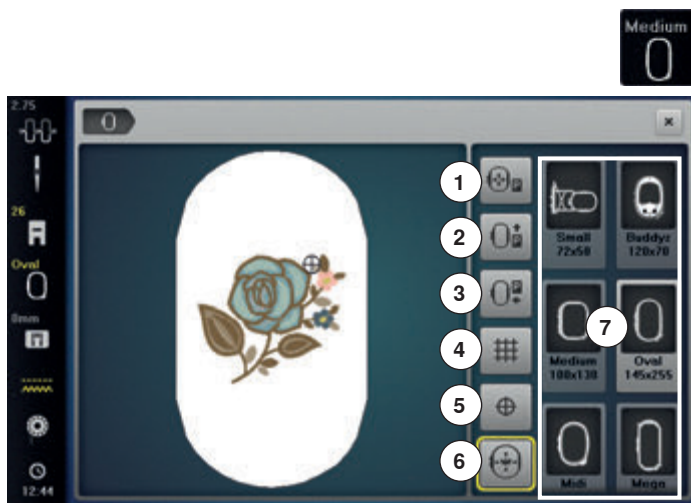 Medium
2.75
26
Oval
8mm
12:44
1
2
3
4
5
6
7
Small
72x50
Buddyz
120x70
Medium
100x130
Oval
145x255
Midi
Mega